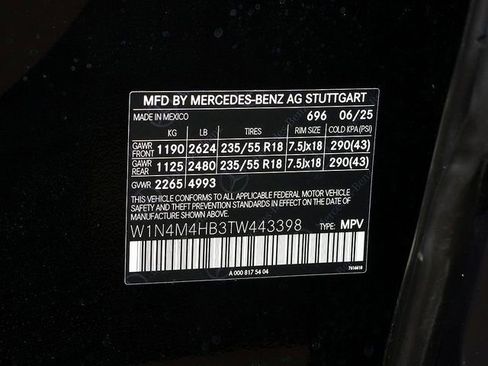 MFD BY MERCEDES-BENZ AG STUTTGART
MADE IN MEXICO 696 06/25
KG LB TIRES RIM SIZE COLD KPA(PSI)
GAWR FRONT 1190 2624 235/55 R18 7.5Jx18 290(43)
GAWR REAR 1125 2480 235/55 R18 7.5Jx18 290(43)
GVWR 2265 4993
THIS VEHICLE CONFORMS TO ALL APPLICABLE FEDERAL MOTOR VEHICLE
SAFETY, BUMPER, AND THEFT PREVENTION STANDARDS IN EFFECT ON
THE DATE OF MANUFACTURE SHOWN ABOVE.
W1N4M4HB3TW443398 TYPE: MPV
A 000 817 54 04